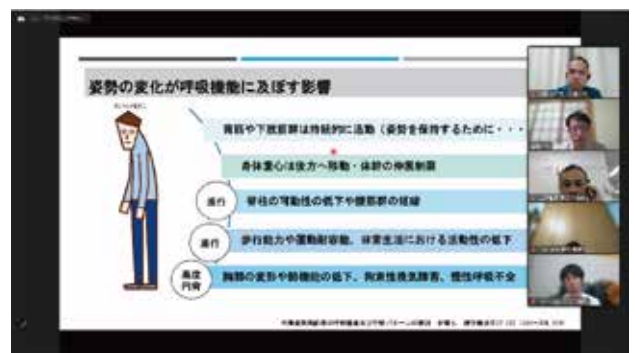 姿勢の変化が呼吸機能に及ぼす影響
背筋や下肢筋群は持続的に活動（姿勢を保持するために・・・
身体重心は後方へ移動・体幹の伸展制限
進行
脊柱の可動性の低下や腹筋群の短縮
進行
歩行能力や運動耐容能、日常生活における活動性の低下
高度
円背
胸郭の変形や肺機能の低下、拘束性換気障害、慢性呼吸不全